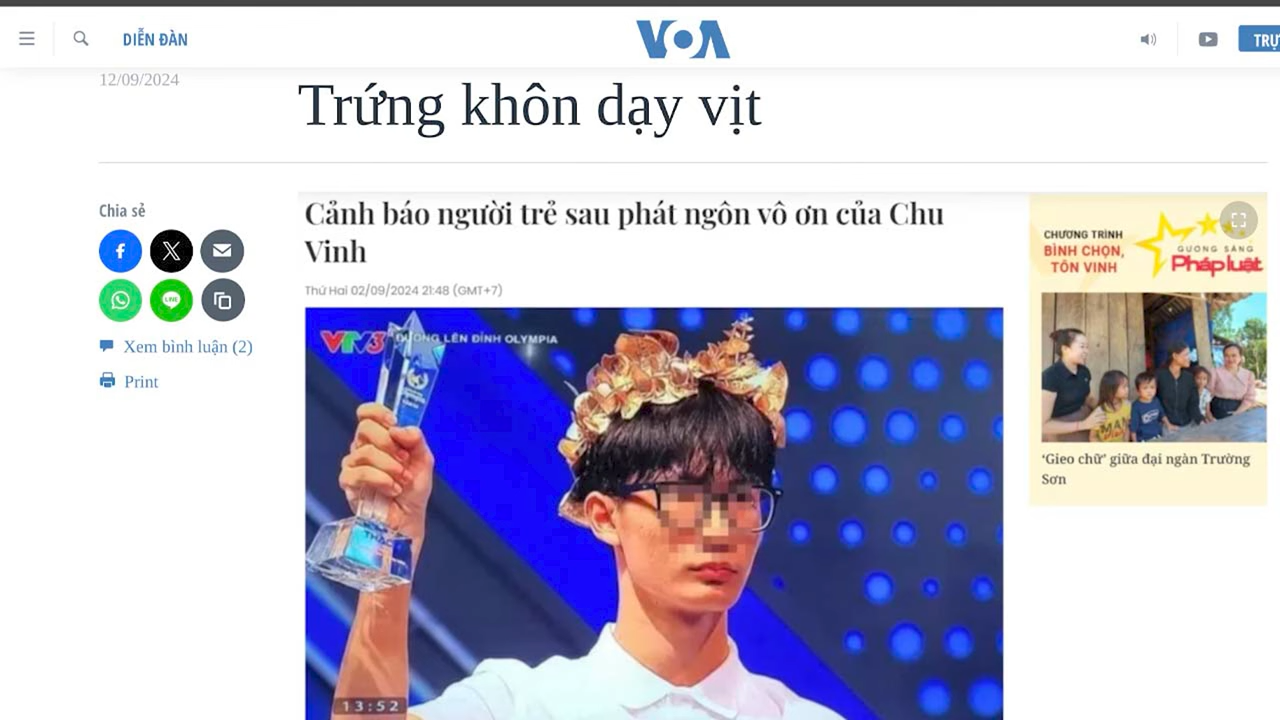 DIỄN ĐÀN
VOA
TRỰ
12/09/2024
Trứng khôn dạy vịt
Chia sẻ
LINE
Xem bình luận (2)
Print
Cảnh báo người trẻ sau phát ngôn vô ơn của Chu
Vinh
Thứ Hai 02/09/2024 21:48 (GMT+7)
VTV3
ĐƯỜNG LÊN ĐỈNH OLYMPIA
13:52
CHƯƠNG TRÌNH
BÌNH CHỌN,
TÔN VINH
GƯƠNG SÁNG
Pháp luật
‘Gieo chữ’ giữa đại ngàn Trường
Sơn